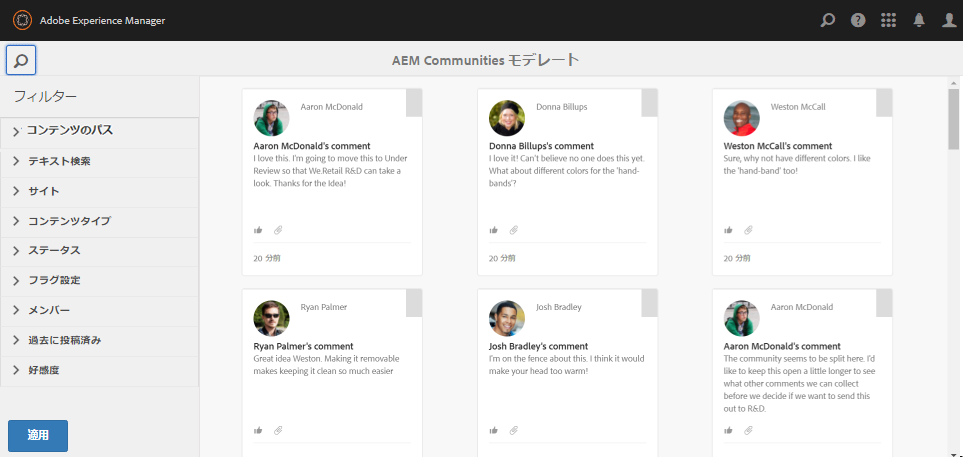 Adobe Experience Manager
AEM Communities モデレート
フィルター
コンテンツのパス
テキスト検索
サイト
コンテンツタイプ
ステータス
フラグ設定
メンバー
過去に投稿済み
好感度
適用
Aaron McDonald
Aaron McDonald's comment
I love this. I'm going to move this to Under
Review so that We.Retail R&D can take a
look. Thanks for the Idea!
20 分前
Donna Billups
Donna Billups's comment
I love it! Can't believe no one does this yet.
What about different colors for the 'hand-
bands'?
20 分前
Weston McCall
Weston McCall's comment
Sure, why not have different colors. I like
the 'hand-band' too!
20 分前
Ryan Palmer
Ryan Palmer's comment
Great idea Weston. Making it removable
makes keeping it clean so much easier
Josh Bradley
Josh Bradley's comment
I'm on the fence about this. I think it would
make your head too warm!
Aaron McDonald
Aaron McDonald's comment
The community seems to be split here. I'd
like to keep this open a little longer to see
what other comments we can collect
before we decide if we want to send this
out to R&D.